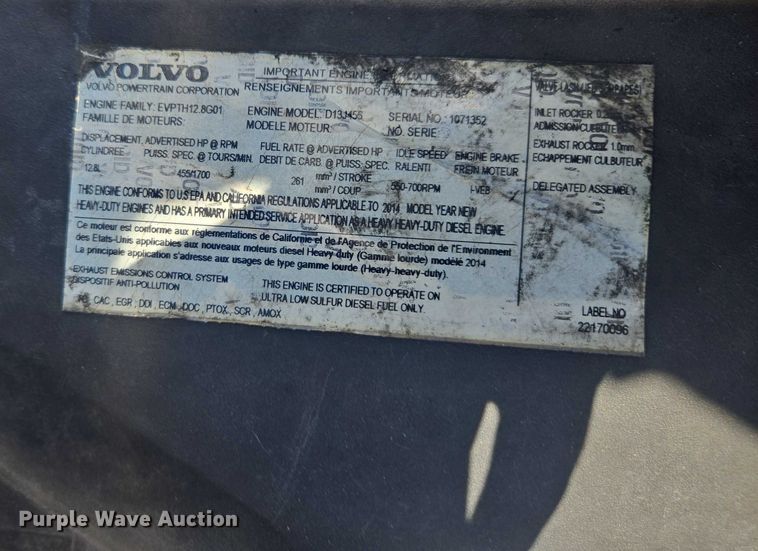 VOLVO
VOLVO POWERTRAIN CORPORATION
IMPORTANT ENGINE
RENSEIGNEMENTS IMPORTANTS MOTEUR
ENGINE FAMILY: EVPTH12.8G01
FAMILLE DE MOTEURS:
ENGINE MODEL: D13J455
MODELE MOTEUR:
SERIAL NO.: 1071352
NO. SERIE
DISPLACEMENT, ADVERTISED HP @ RPM
CYLINDREE PUISS. SPEC. @ TOURS/MIN.
12.8L 455/1700
FUEL RATE @ ADVERTISED HP
DEBIT DE CARB. @ PUISS. SPEC.
261 mm³ / STROKE
mm³ / COUP
IDLE SPEED
RALENTI
550-700RPM
ENGINE BRAKE
FREIN MOTEUR
I-VEB
THIS ENGINE CONFORMS TO U.S EPA AND CALIFORNIA REGULATIONS APPLICABLE TO 2014 MODEL YEAR NEW
HEAVY-DUTY ENGINES AND HAS A PRIMARY INTENDED SERVICE APPLICATION AS A HEAVY HEAVY-DUTY DIESEL ENGINE.
Ce moteur est conforme aux réglementations de Californie et de l'Agence de Protection de l'Environment
des Etats-Unis applicables aux nouveaux moteurs diesel Heavy duty (Gamme lourde) modèle 2014
La principale application s'adresse aux usages de type gamme lourde (Heavy-heavy-duty).
EXHAUST EMISSIONS CONTROL SYSTEM
DISPOSITIF ANTI-POLLUTION
CAC, EGR, DDI, ECM, DOC, PTOX, SCR, AMOX
THIS ENGINE IS CERTIFIED TO OPERATE ON
ULTRA LOW SULFUR DIESEL FUEL ONLY.
VALVE LASH
INLET ROCKER
ADMISSION CULBUTEUR
EXHAUST ROCKER 1.0mm
ECHAPPEMENT CULBUTEUR
DELEGATED ASSEMBLY
LABEL NO
22170096
Purple Wave Auction